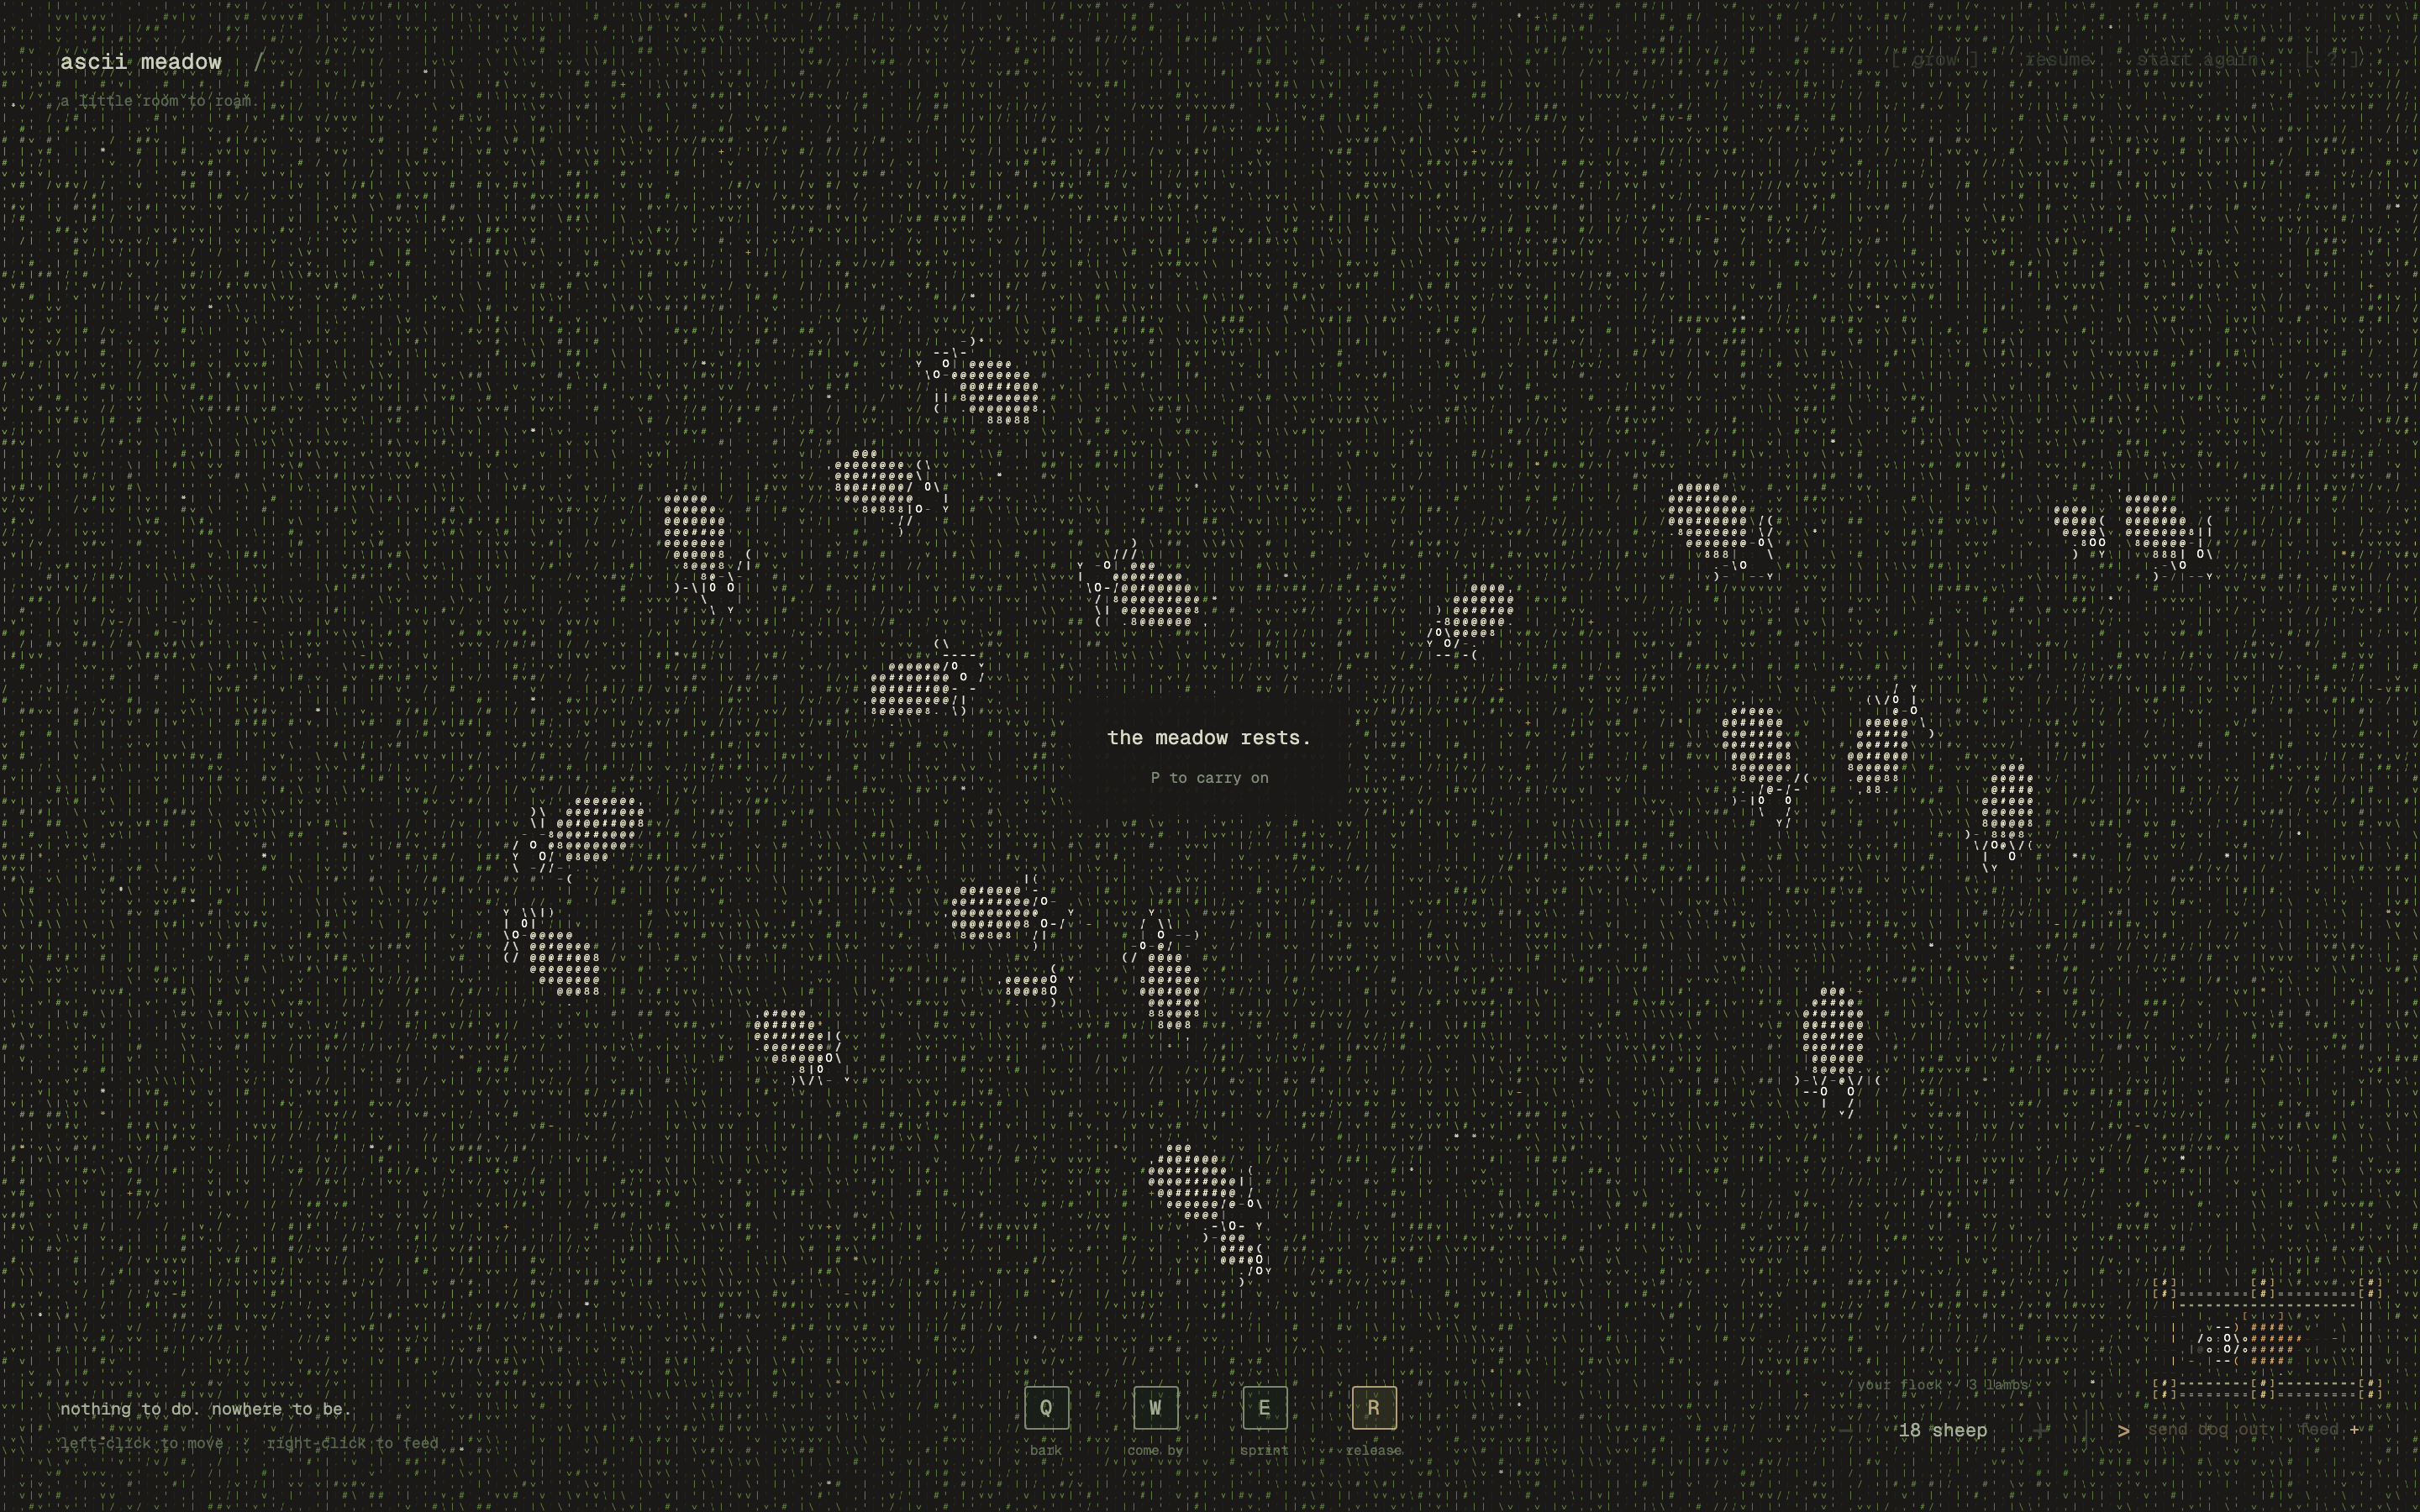 ascii meadow /
[ grow ] resume start again [ ? ]
a little room to roam.
the meadow rests.
P to carry on
Q W E R
bark come by sprint release
nothing to do. nowhere to be.
left-click to move · right-click to feed
your flock · 3 lambs
− 18 sheep + > send dog out feed +